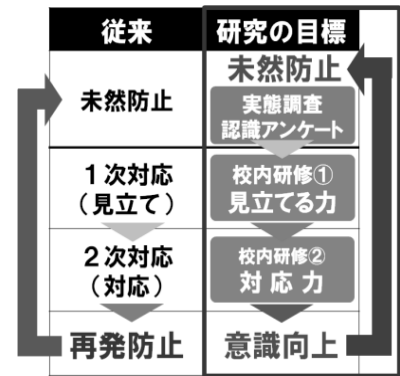 従来
研究の目標
未然防止
未然防止
実態調査
認識アンケート
1次対応
(見立て)
校内研修①
見立てる力
2次対応
(対応)
校内研修②
対応力
再発防止
意識向上